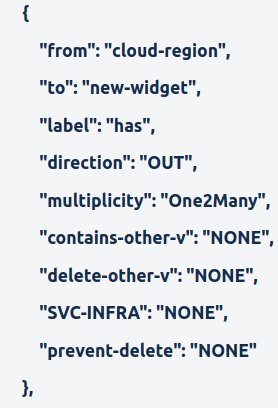 {
"from": "cloud-region",
"to": "new-widget",
"label": "has",
"direction": "OUT",
"multiplicity": "One2Many",
"contains-other-v": "NONE",
"delete-other-v": "NONE",
"SVC-INFRA": "NONE",
"prevent-delete": "NONE"
},